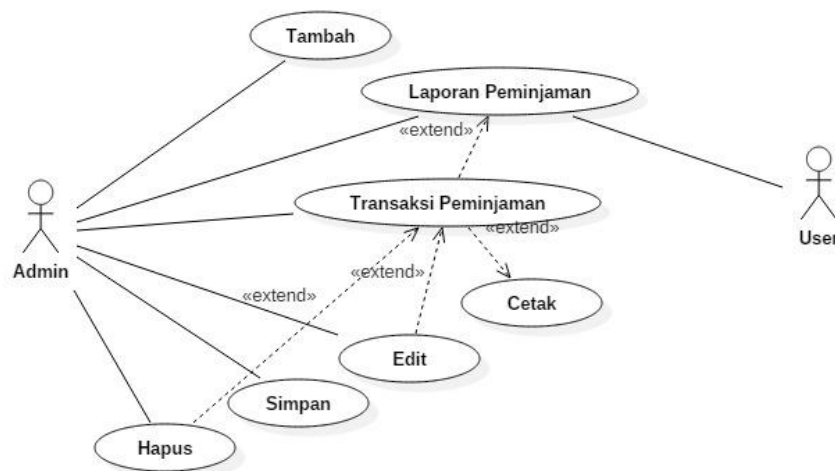 Tambah
Laporan Peminjaman
«extend»
Transaksi Peminjaman
«extend»
Admin
User
«extend»
«extend»
Cetak
Edit
Simpan
Hapus